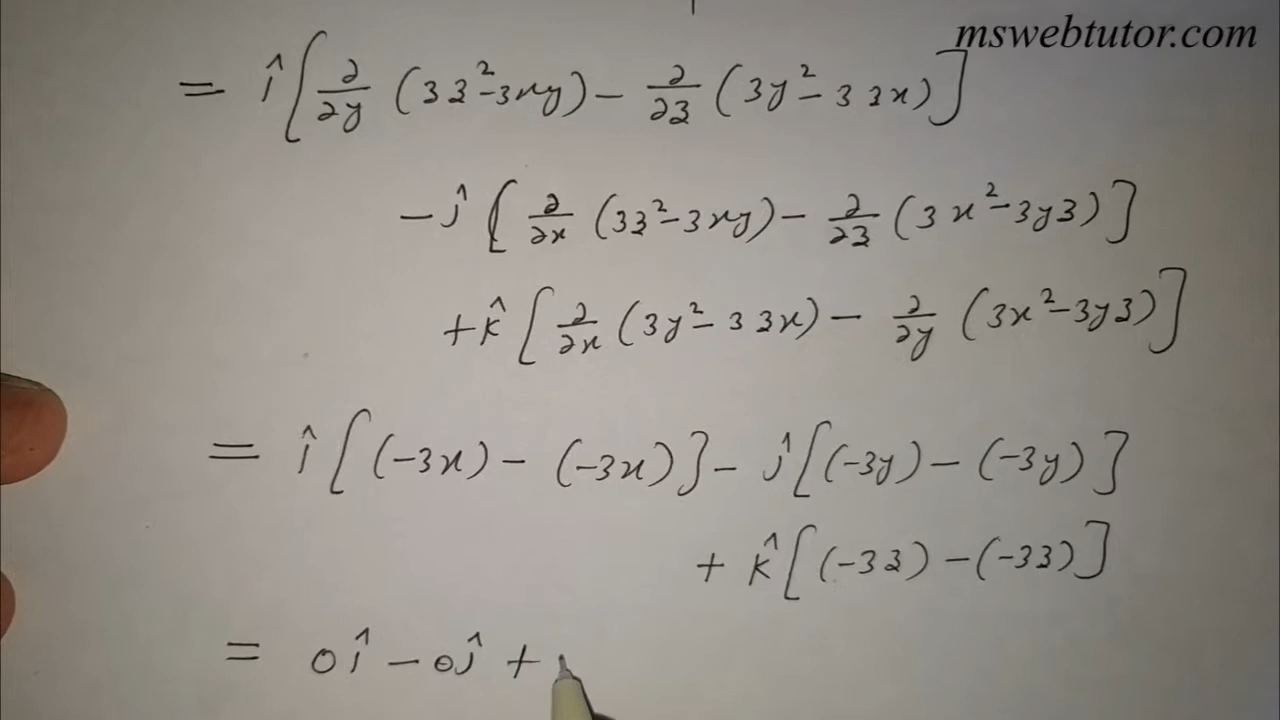 mswebtutor.com
= î [ ∂/∂y (3z²-3xy) - ∂/∂z (3y²-3zx) ]
-ĵ [ ∂/∂x (3z²-3xy) - ∂/∂z (3x²-3yz) ]
+k̂ [ ∂/∂x (3y²-3zx) - ∂/∂y (3x²-3yz) ]
= î [(-3x) - (-3x)] - ĵ [(-3y) - (-3y)]
+ k̂ [(-3z) - (-3z)]
= 0î - 0ĵ +